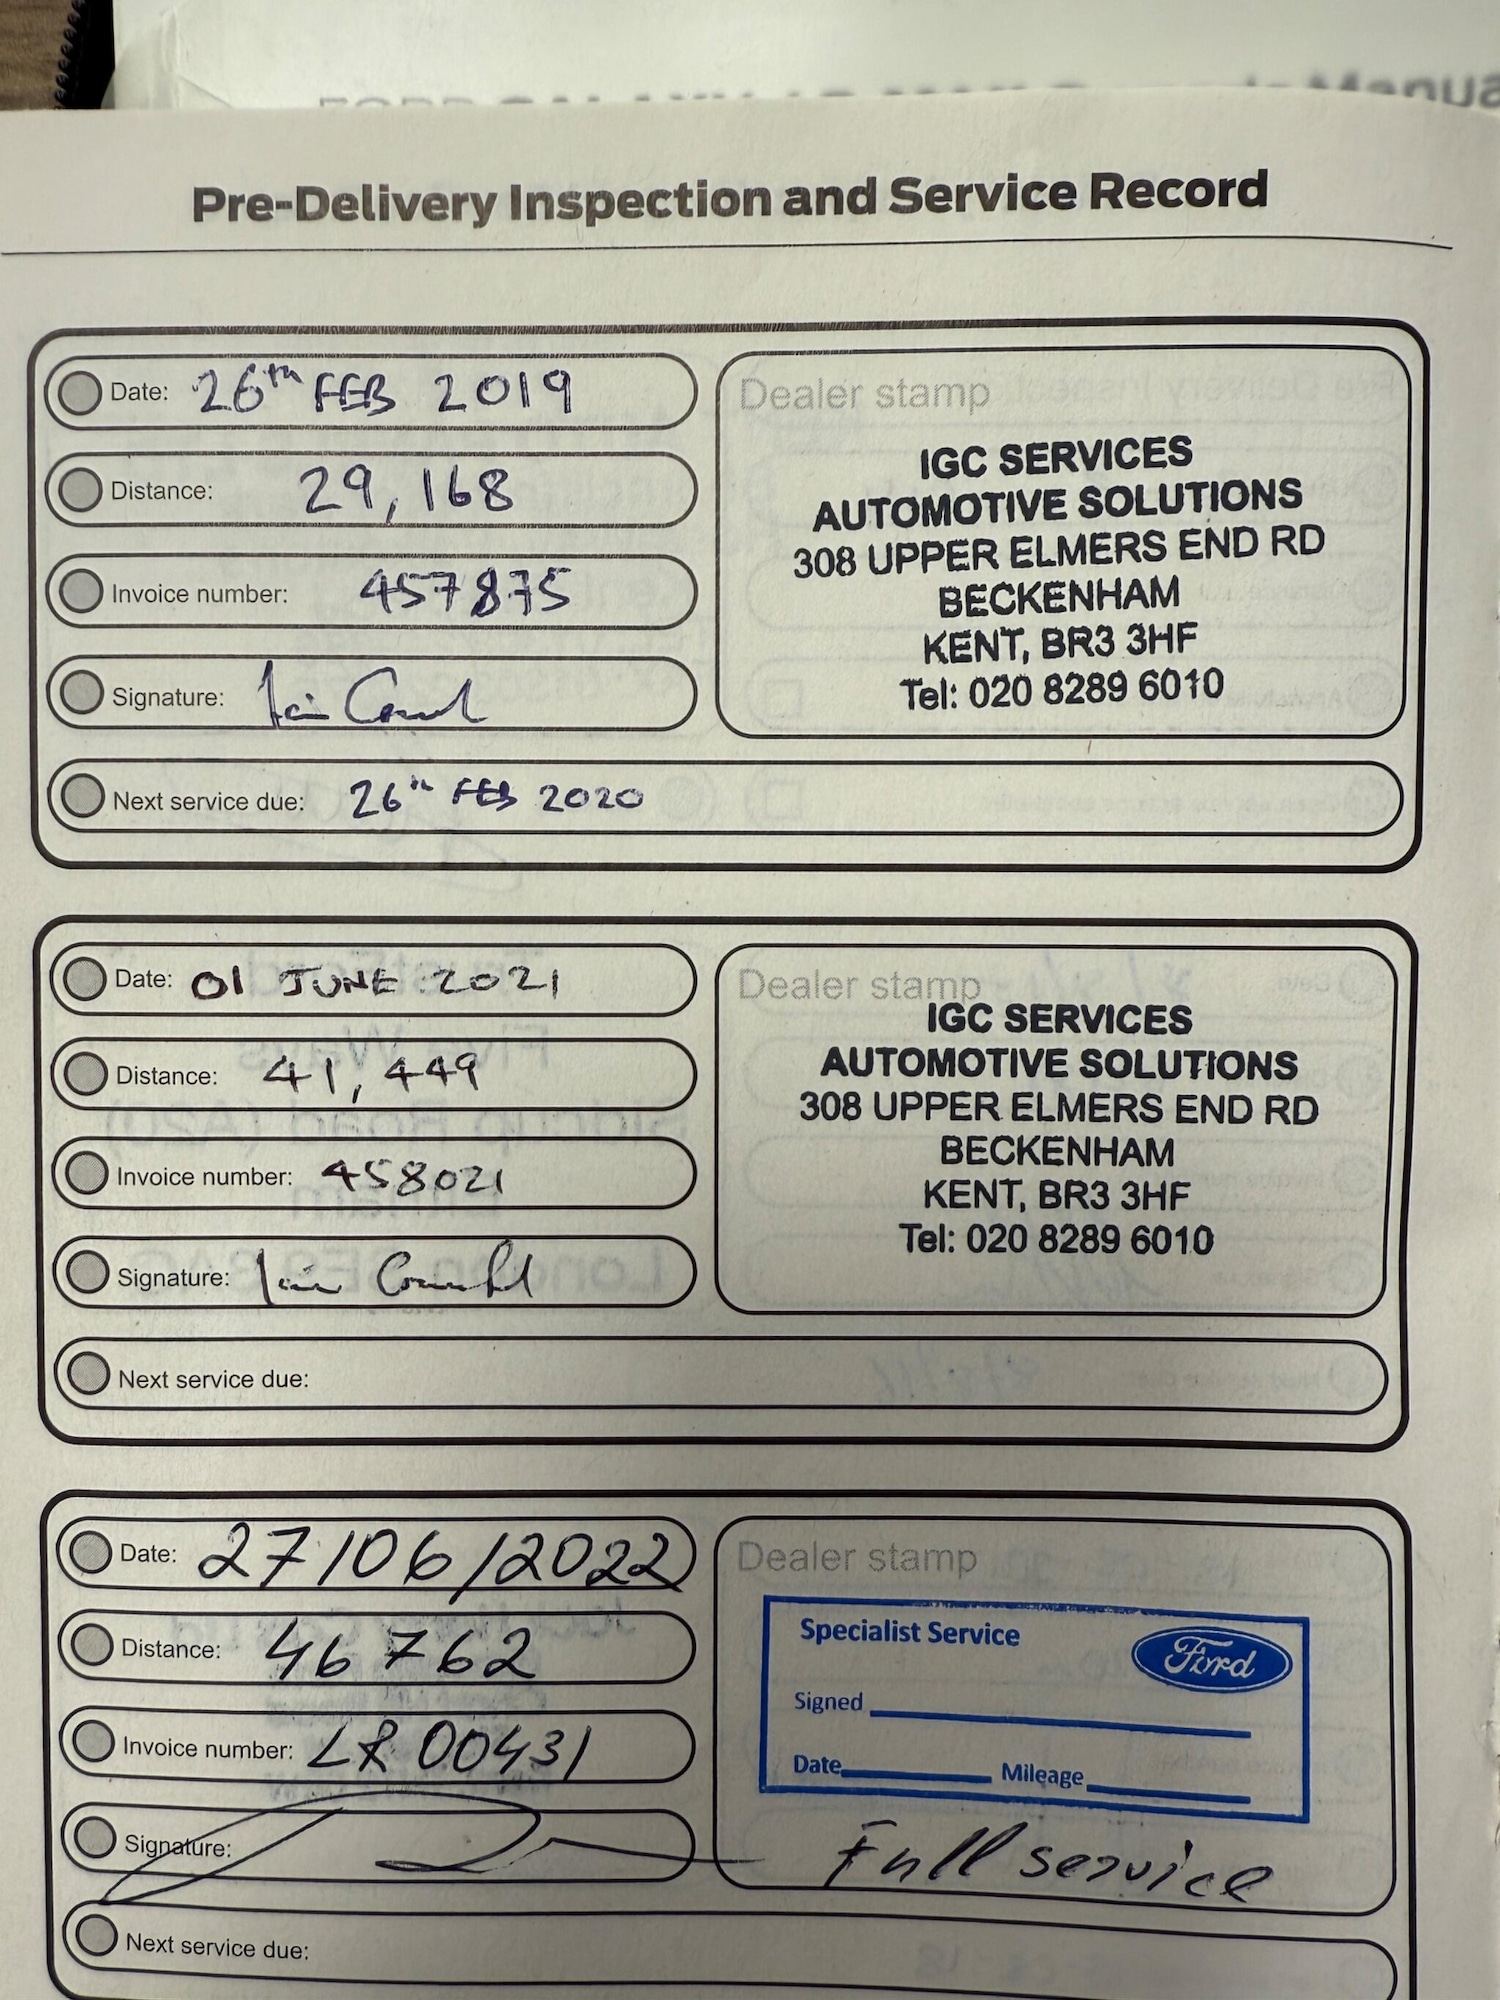 Pre-Delivery Inspection and Service Record
Date: 26th FEB 2019
Distance: 29,168
Invoice number: 457875
Signature:
Next service due: 26th FEB 2020
Dealer stamp
IGC SERVICES
AUTOMOTIVE SOLUTIONS
308 UPPER ELMERS END RD
BECKENHAM
KENT, BR3 3HF
Tel: 020 8289 6010
Date: 01 JUNE 2021
Distance: 41,449
Invoice number: 458021
Signature:
Next service due:
Dealer stamp
IGC SERVICES
AUTOMOTIVE SOLUTIONS
308 UPPER ELMERS END RD
BECKENHAM
KENT, BR3 3HF
Tel: 020 8289 6010
Date: 27/06/2022
Distance: 46762
Invoice number: LR 00431
Signature:
Next service due:
Dealer stamp
Specialist Service
Ford
Signed
Date Mileage
Full service